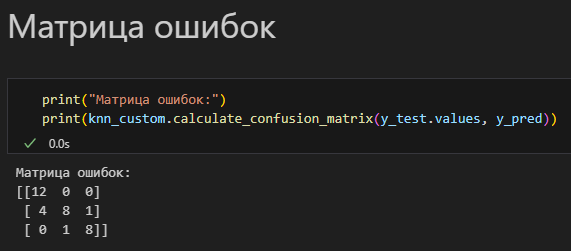 Матрица ошибок
print("Матрица ошибок:")
print(knn_custom.calculate_confusion_matrix(y_test.values, y_pred))
0.0s
Матрица ошибок:
[[12  0  0]
 [ 4  8  1]
 [ 0  1  8]]